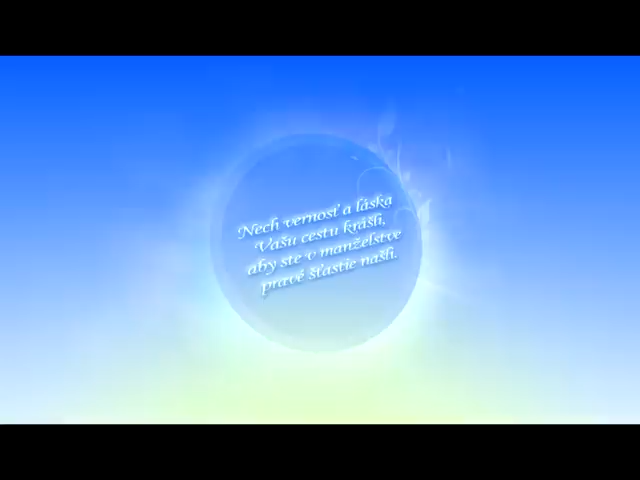 Nech vernosť a láska
Vašu cestu krášli,
aby ste v manželstve
pravé šťastie našli.